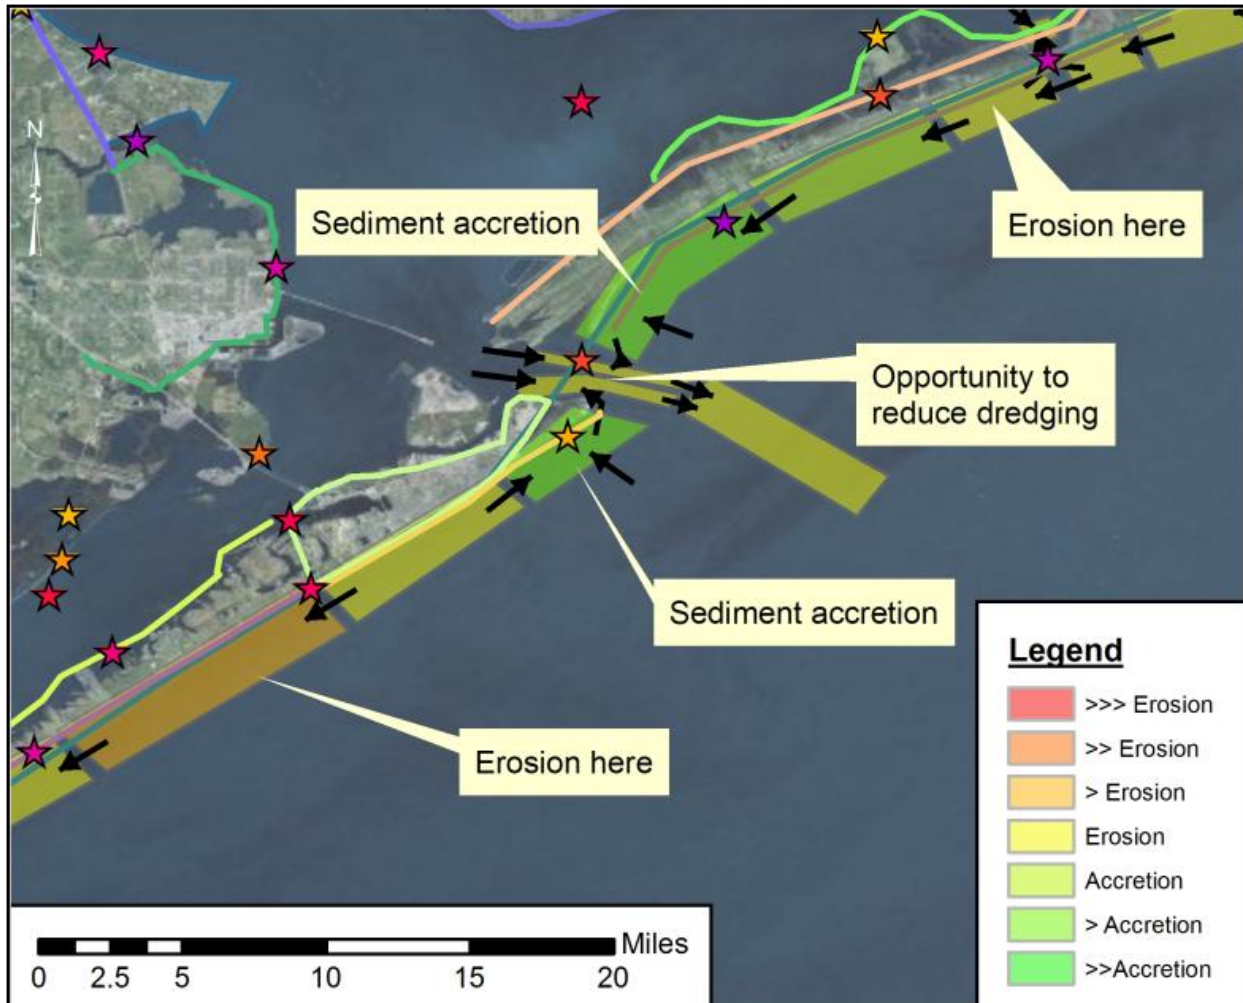 N
Sediment accretion
Erosion here
Opportunity to
reduce dredging
Sediment accretion
Erosion here
Legend
>>> Erosion
>> Erosion
> Erosion
Erosion
Accretion
> Accretion
>>Accretion
Miles
0 2.5 5 10 15 20